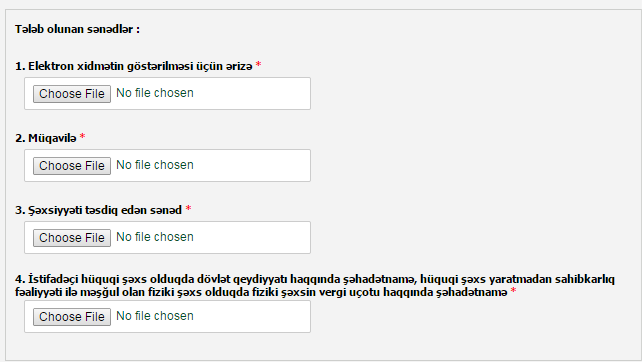 Tələb olunan sənədlər :
1. Elektron xidmətin göstərilməsi üçün ərizə *
Choose File No file chosen
2. Müqavilə *
Choose File No file chosen
3. Şəxsiyyəti təsdiq edən sənəd *
Choose File No file chosen
4. İstifadəçi hüquqi şəxs olduqda dövlət qeydiyyatı haqqında şəhadətnamə, hüquqi şəxs yaratmadan sahibkarlıq
fəaliyyəti ilə məşğul olan fiziki şəxs olduqda fiziki şəxsin vergi uçotu haqqında şəhadətnamə *
Choose File No file chosen